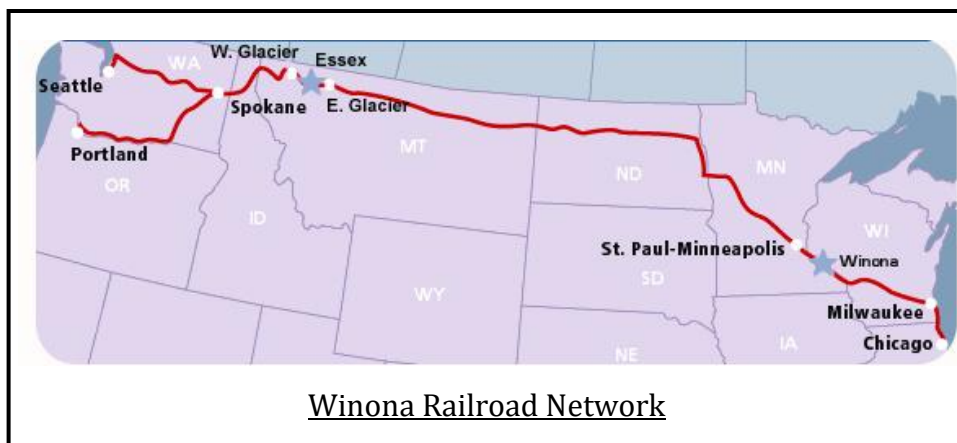 W. Glacier
Essex
WA
Seattle
Spokane
E. Glacier
Portland
MT
ND
MN
OR
ID
St. Paul-Minneapolis
WI
Winona
SD
WY
Milwaukee
IA
Chicago
NE
Winona Railroad Network